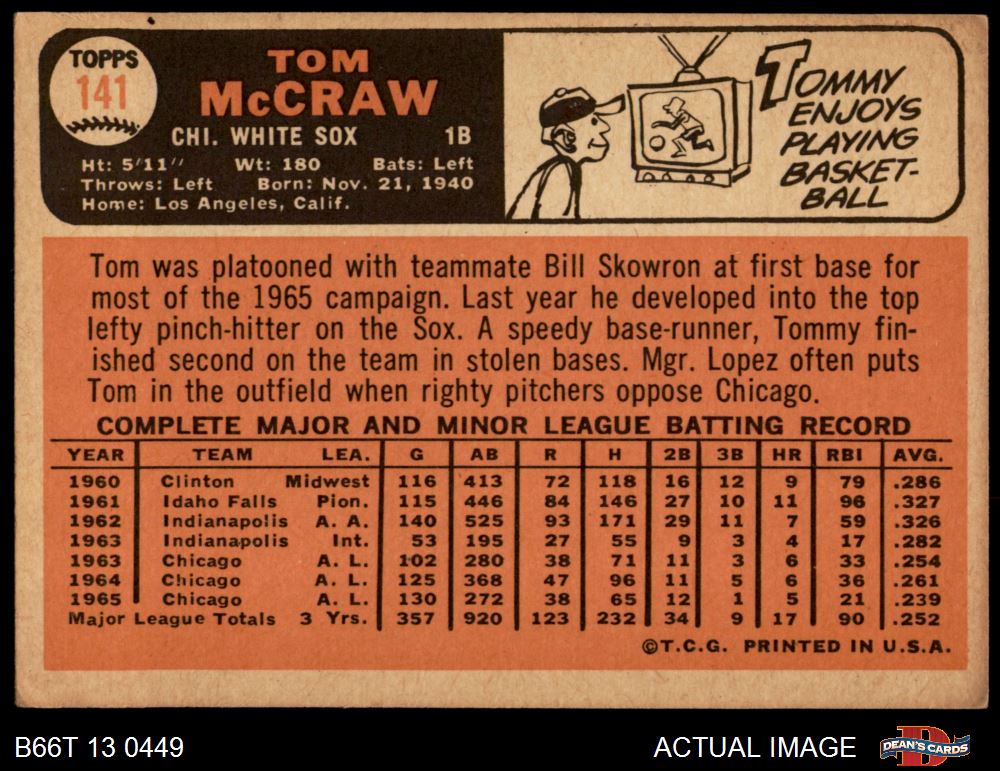 TOPPS
141
TOM
McCRAW
CHI. WHITE SOX 1B
Ht: 5'11" Wt: 180 Bats: Left
Throws: Left Born: Nov. 21, 1940
Home: Los Angeles, Calif.
TOMMY
ENJOYS
PLAYING
BASKET-
BALL
Tom was platooned with teammate Bill Skowron at first base for
most of the 1965 campaign. Last year he developed into the top
lefty pinch-hitter on the Sox. A speedy base-runner, Tommy fin-
ished second on the team in stolen bases. Mgr. Lopez often puts
Tom in the outfield when righty pitchers oppose Chicago.
COMPLETE MAJOR AND MINOR LEAGUE BATTING RECORD
YEAR TEAM LEA. G AB R H 2B 3B HR RBI AVG.
1960 Clinton Midwest 116 413 72 118 16 12 9 79 .286
1961 Idaho Falls Pion. 115 446 84 146 27 10 11 96 .327
1962 Indianapolis A. A. 140 525 93 171 29 11 7 59 .326
1963 Indianapolis Int. 53 195 27 55 9 3 4 17 .282
1963 Chicago A. L. 102 280 38 71 11 3 6 33 .254
1964 Chicago A. L. 125 368 47 96 11 5 6 36 .261
1965 Chicago A. L. 130 272 38 65 12 1 5 21 .239
Major League Totals 3 Yrs. 357 920 123 232 34 9 17 90 .252
©T.C.G. PRINTED IN U.S.A.
B66T 13 0449
ACTUAL IMAGE
DEAN'S CARDS